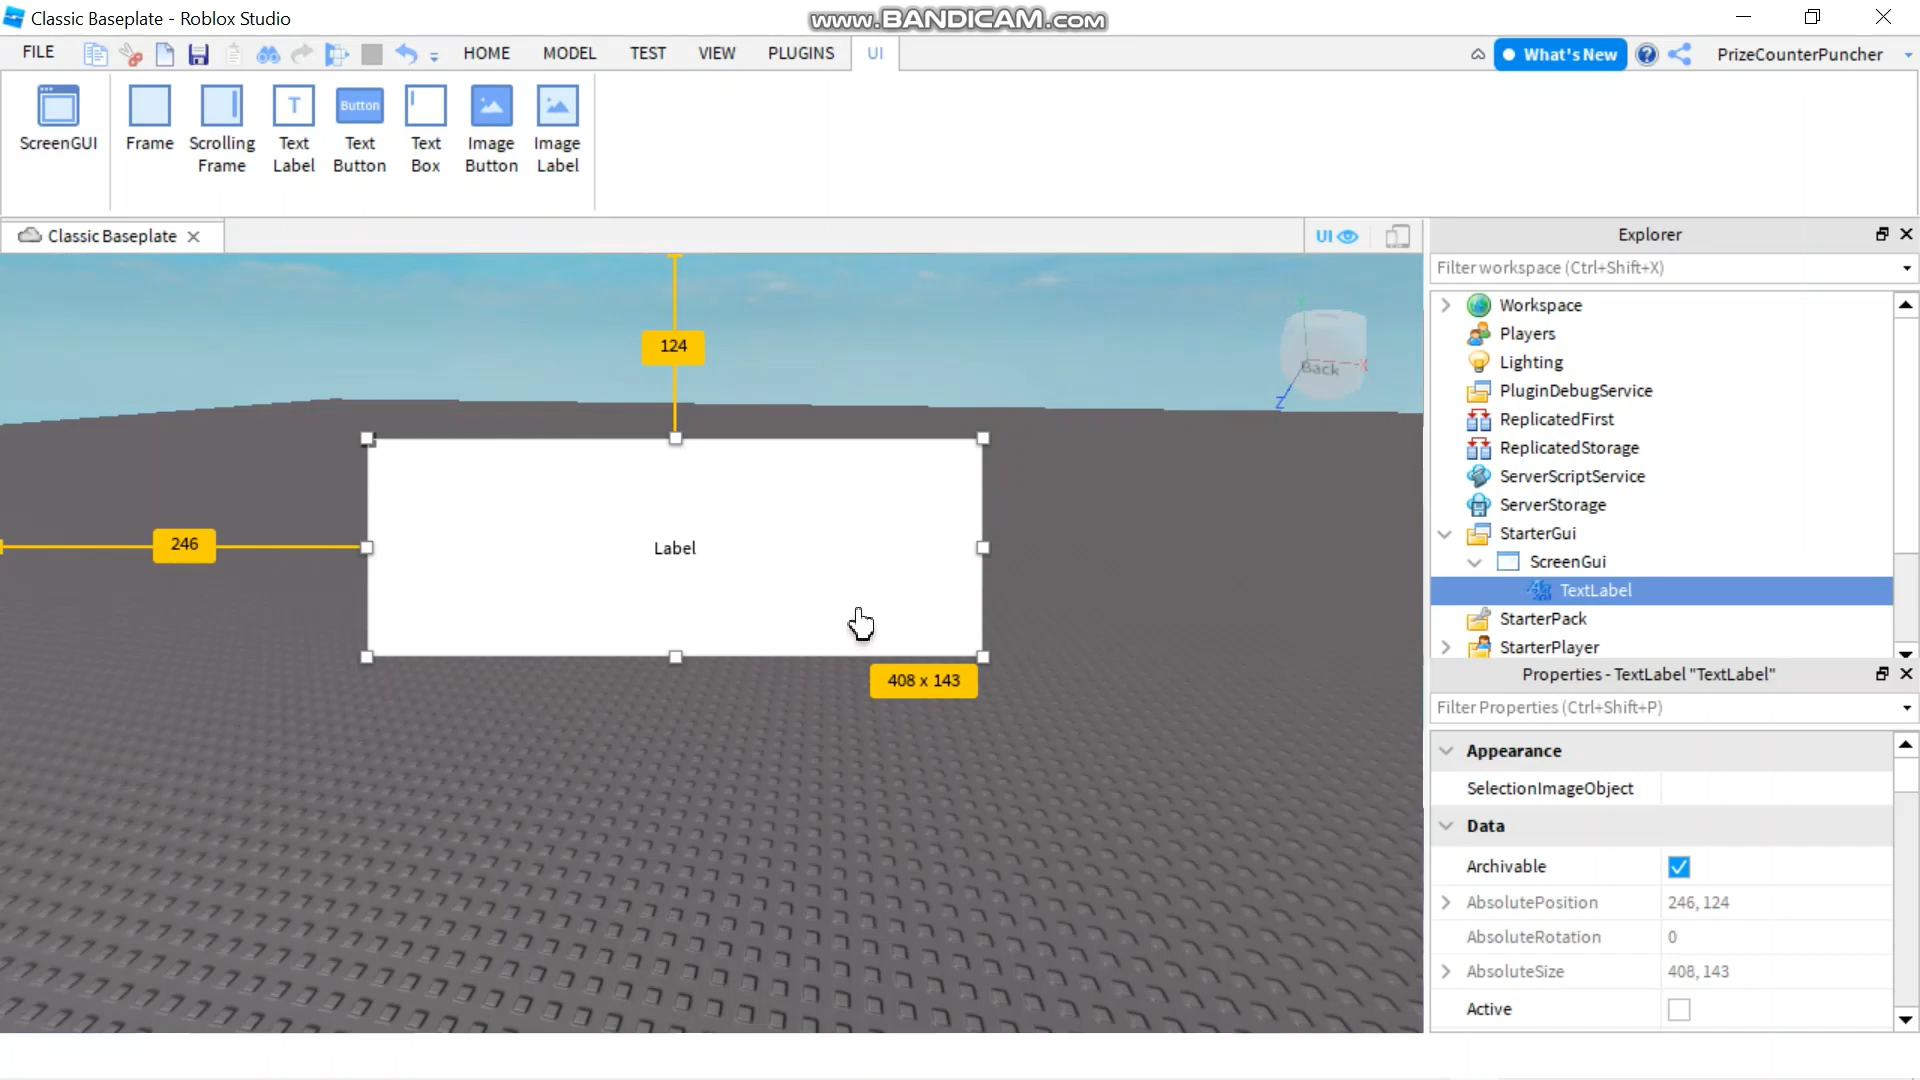 Classic Baseplate - Roblox Studio
www.BANDICAM.com
FILE HOME MODEL TEST VIEW PLUGINS UI What's New PrizeCounterPuncher
ScreenGUI
Frame
Scrolling Frame
Text Label
Button
Text Button
Text Box
Image Button
Image Label
Classic Baseplate
UI
124
246
Label
408 x 143
Back
X
Z
Explorer
Filter workspace (Ctrl+Shift+X)
Workspace
Players
Lighting
PluginDebugService
ReplicatedFirst
ReplicatedStorage
ServerScriptService
ServerStorage
StarterGui
ScreenGui
TextLabel
StarterPack
StarterPlayer
Properties - TextLabel "TextLabel"
Filter Properties (Ctrl+Shift+P)
Appearance
SelectionImageObject
Data
Archivable
AbsolutePosition 246, 124
AbsoluteRotation 0
AbsoluteSize 408, 143
Active